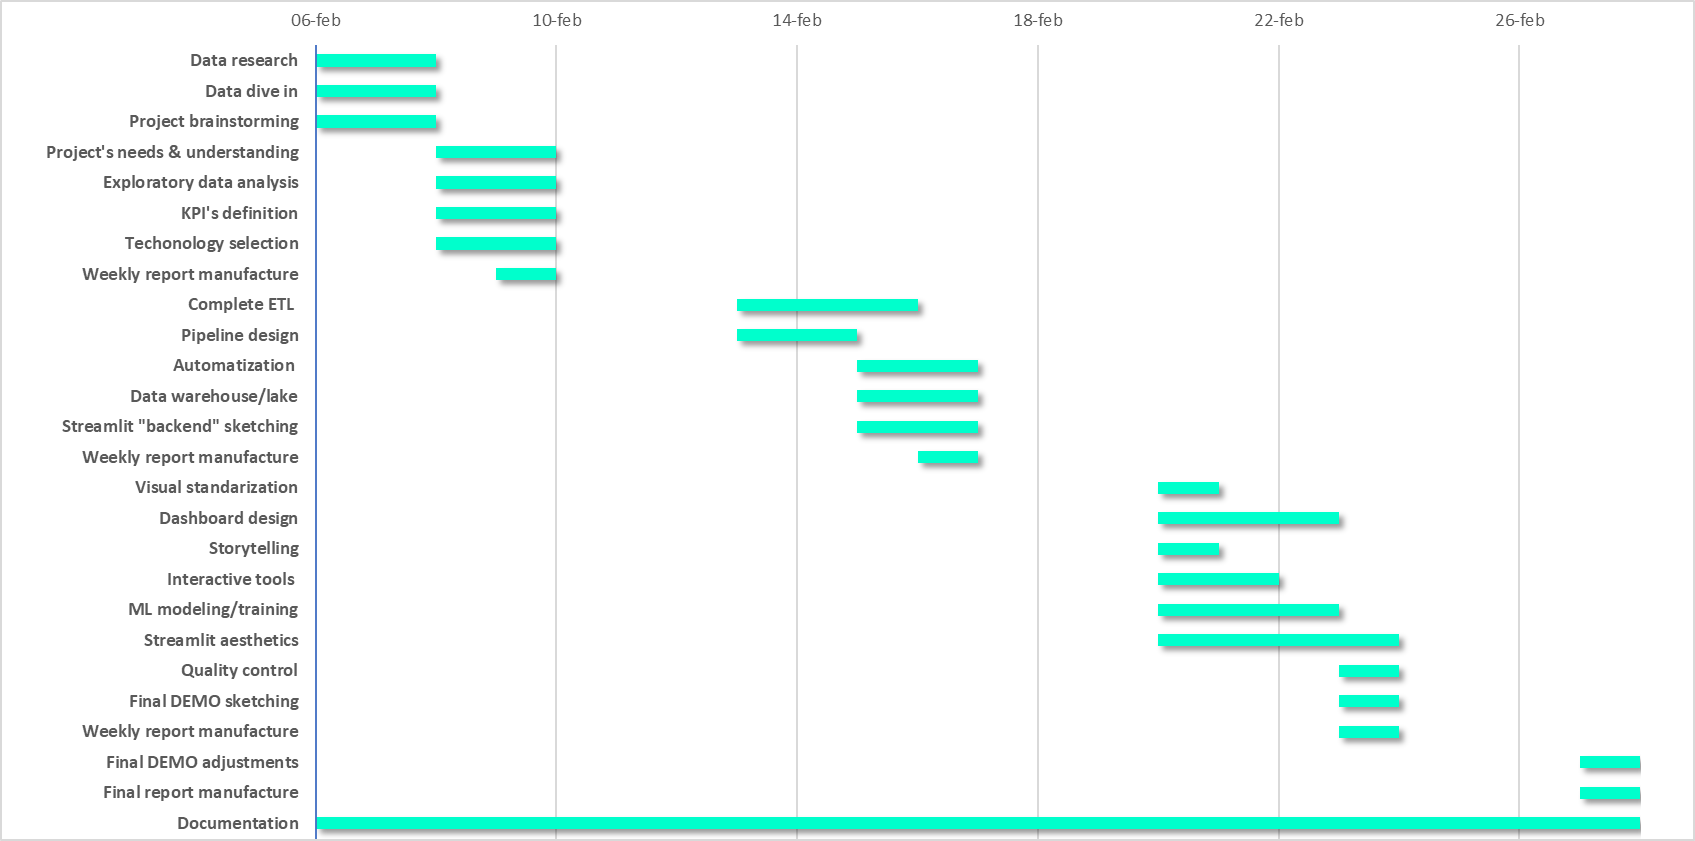 06-feb 10-feb 14-feb 18-feb 22-feb 26-feb
Data research
Data dive in
Project brainstorming
Project's needs & understanding
Exploratory data analysis
KPI's definition
Techonology selection
Weekly report manufacture
Complete ETL
Pipeline design
Automatization
Data warehouse/lake
Streamlit "backend" sketching
Weekly report manufacture
Visual standarization
Dashboard design
Storytelling
Interactive tools
ML modeling/training
Streamlit aesthetics
Quality control
Final DEMO sketching
Weekly report manufacture
Final DEMO adjustments
Final report manufacture
Documentation